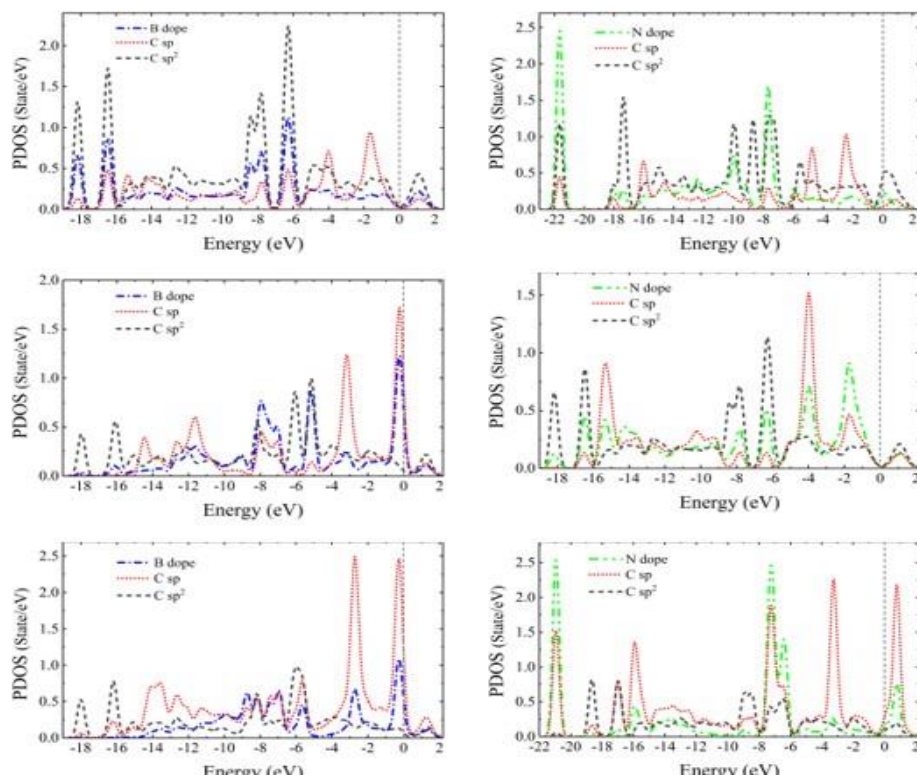 PDOS (State/eV)
2.0
1.5
1.0
0.5
0.0
B dope
C sp
C sp²
-18 -16 -14 -12 -10 -8 -6 -4 -2 0 2
Energy (eV)
PDOS (State/eV)
2.5
2.0
1.5
1.0
0.5
0.0
N dope
C sp
C sp²
-22 -20 -18 -16 -14 -12 -10 -8 -6 -4 -2 0 2
Energy (eV)
PDOS (State/eV)
2.0
1.5
1.0
0.5
0.0
B dope
C sp
C sp²
-18 -16 -14 -12 -10 -8 -6 -4 -2 0 2
Energy (eV)
PDOS (State/eV)
1.5
1.0
0.5
0.0
N dope
C sp
C sp²
-18 -16 -14 -12 -10 -8 -6 -4 -2 0 2
Energy (eV)
PDOS (State/eV)
2.5
2.0
1.5
1.0
0.5
0.0
B dope
C sp
C sp²
-18 -16 -14 -12 -10 -8 -6 -4 -2 0 2
Energy (eV)
PDOS (State/eV)
2.5
2.0
1.5
1.0
0.5
0.0
N dope
C sp
C sp²
-22 -20 -18 -16 -14 -12 -10 -8 -6 -4 -2 0 2
Energy (eV)